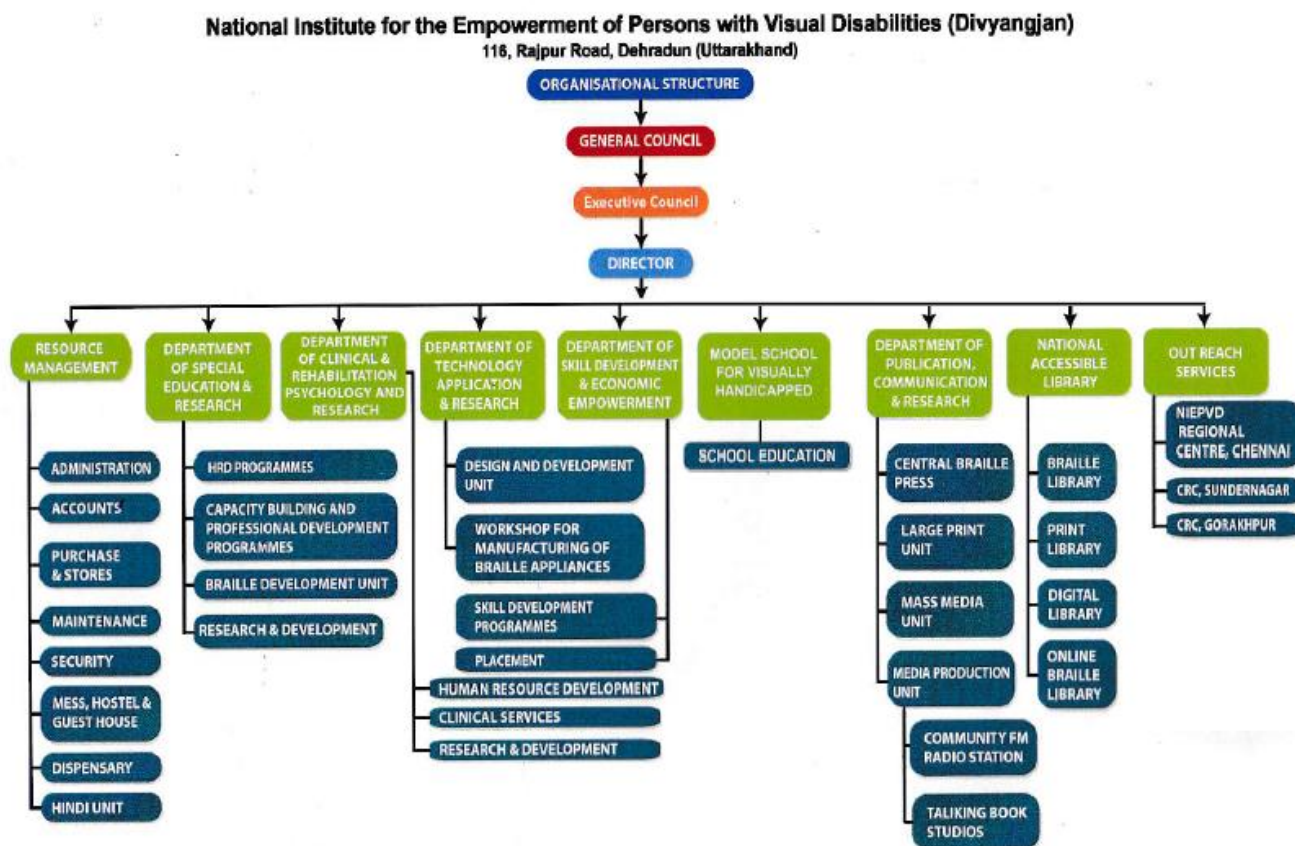 National Institute for the Empowerment of Persons with Visual Disabilities (Divyangjan)
116, Rajpur Road, Dehradun (Uttarakhand)
ORGANISATIONAL STRUCTURE
GENERAL COUNCIL
Executive Council
DIRECTOR
RESOURCE
MANAGEMENT
ADMINISTRATION
ACCOUNTS
PURCHASE
& STORES
MAINTENANCE
SECURITY
MESS, HOSTEL &
GUEST HOUSE
DISPENSARY
HINDI UNIT
DEPARTMENT
OF SPECIAL
EDUCATION &
RESEARCH
HRD PROGRAMMES
CAPACITY BUILDING AND
PROFESSIONAL DEVELOPMENT
PROGRAMMES
BRAILLE DEVELOPMENT UNIT
RESEARCH & DEVELOPMENT
DEPARTMENT
OF CLINICAL &
REHABILITATION
PSYCHOLOGY AND
RESEARCH
HUMAN RESOURCE DEVELOPMENT
CLINICAL SERVICES
RESEARCH & DEVELOPMENT
DEPARTMENT OF
TECHNOLOGY
APPLICATION
& RESEARCH
DESIGN AND DEVELOPMENT
UNIT
WORKSHOP FOR
MANUFACTURING OF
BRAILLE APPLIANCES
DEPARTMENT OF
SKILL DEVELOPMENT
& ECONOMIC
EMPOWERMENT
SKILL DEVELOPMENT
PROGRAMMES
PLACEMENT
MODEL SCHOOL
FOR VISUALLY
HANDICAPPED
SCHOOL EDUCATION
DEPARTMENT OF
PUBLICATION,
COMMUNICATION
& RESEARCH
CENTRAL BRAILLE
PRESS
LARGE PRINT
UNIT
MASS MEDIA
UNIT
MEDIA PRODUCTION
UNIT
COMMUNITY FM
RADIO STATION
TALIKING BOOK
STUDIOS
NATIONAL
ACCESSIBLE
LIBRARY
BRAILLE
LIBRARY
PRINT
LIBRARY
DIGITAL
LIBRARY
ONLINE
BRAILLE
LIBRARY
OUT REACH
SERVICES
NIEPVD
REGIONAL
CENTRE, CHENNAI
CRC, SUNDERNAGAR
CRC, GORAKHPUR